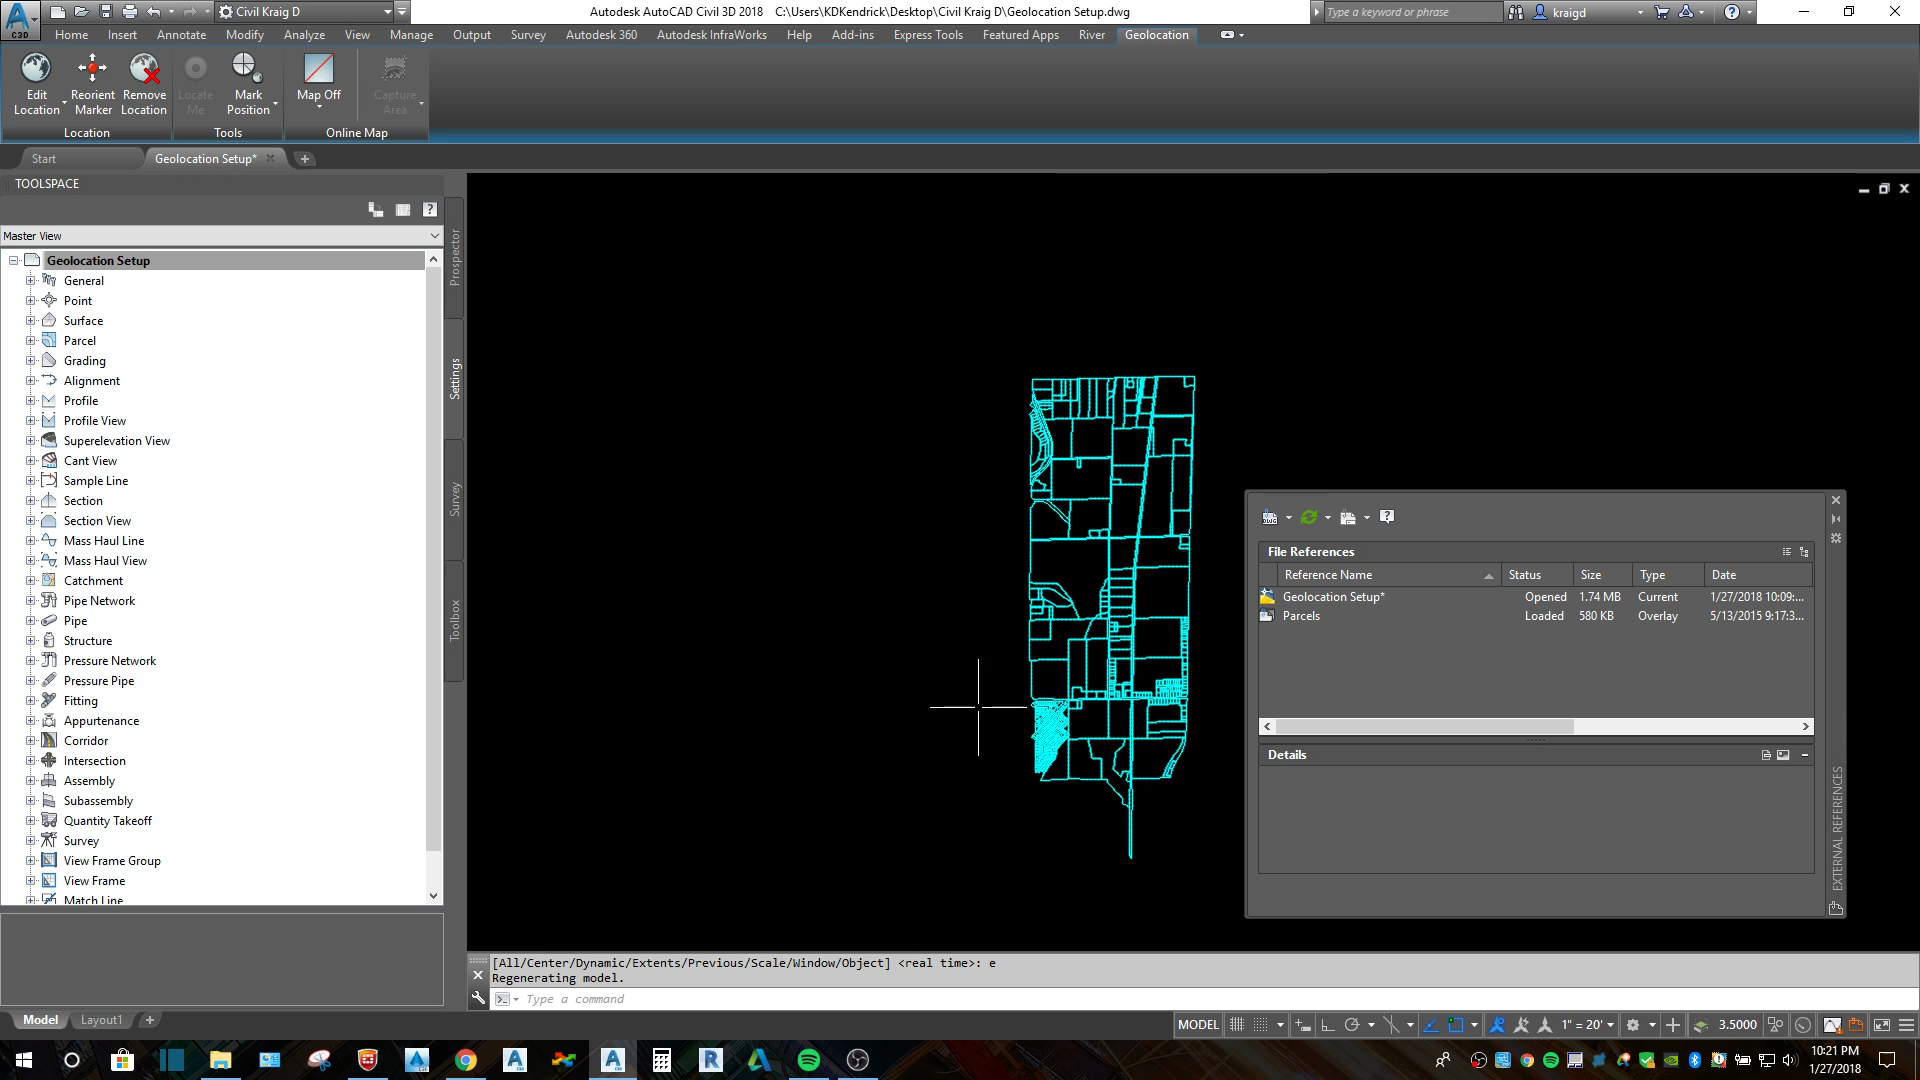 Civil Kraig D
Autodesk AutoCAD Civil 3D 2018 C:\Users\KDKendrick\Desktop\Civil Kraig D\Geolocation Setup.dwg
Type a keyword or phrase
kraigd
C3D
Home Insert Annotate Modify Analyze View Manage Output Survey Autodesk 360 Autodesk InfraWorks Help Add-ins Express Tools Featured Apps River Geolocation
Edit Location
Reorient Marker
Remove Location
Locate Me
Mark Position
Map Off
Capture Area
Location
Tools
Online Map
Start
Geolocation Setup*
TOOLSPACE
Master View
Geolocation Setup
General
Point
Surface
Parcel
Grading
Alignment
Profile
Profile View
Superelevation View
Cant View
Sample Line
Section
Section View
Mass Haul Line
Mass Haul View
Catchment
Pipe Network
Pipe
Structure
Pressure Network
Pressure Pipe
Fitting
Appurtenance
Corridor
Intersection
Assembly
Subassembly
Quantity Takeoff
Survey
View Frame Group
View Frame
Match Line
Prospector
Settings
Survey
Toolbox
File References
Reference Name Status Size Type Date
Geolocation Setup* Opened 1.74 MB Current 1/27/2018 10:09:...
Parcels Loaded 580 KB Overlay 5/13/2015 9:17:3...
Details
EXTERNAL REFERENCES
[All/Center/Dynamic/Extents/Previous/Scale/Window/Object] <real time>: e
Regenerating model.
Type a command
Model Layout1
MODEL
1" = 20'
3.5000
10:21 PM
1/27/2018